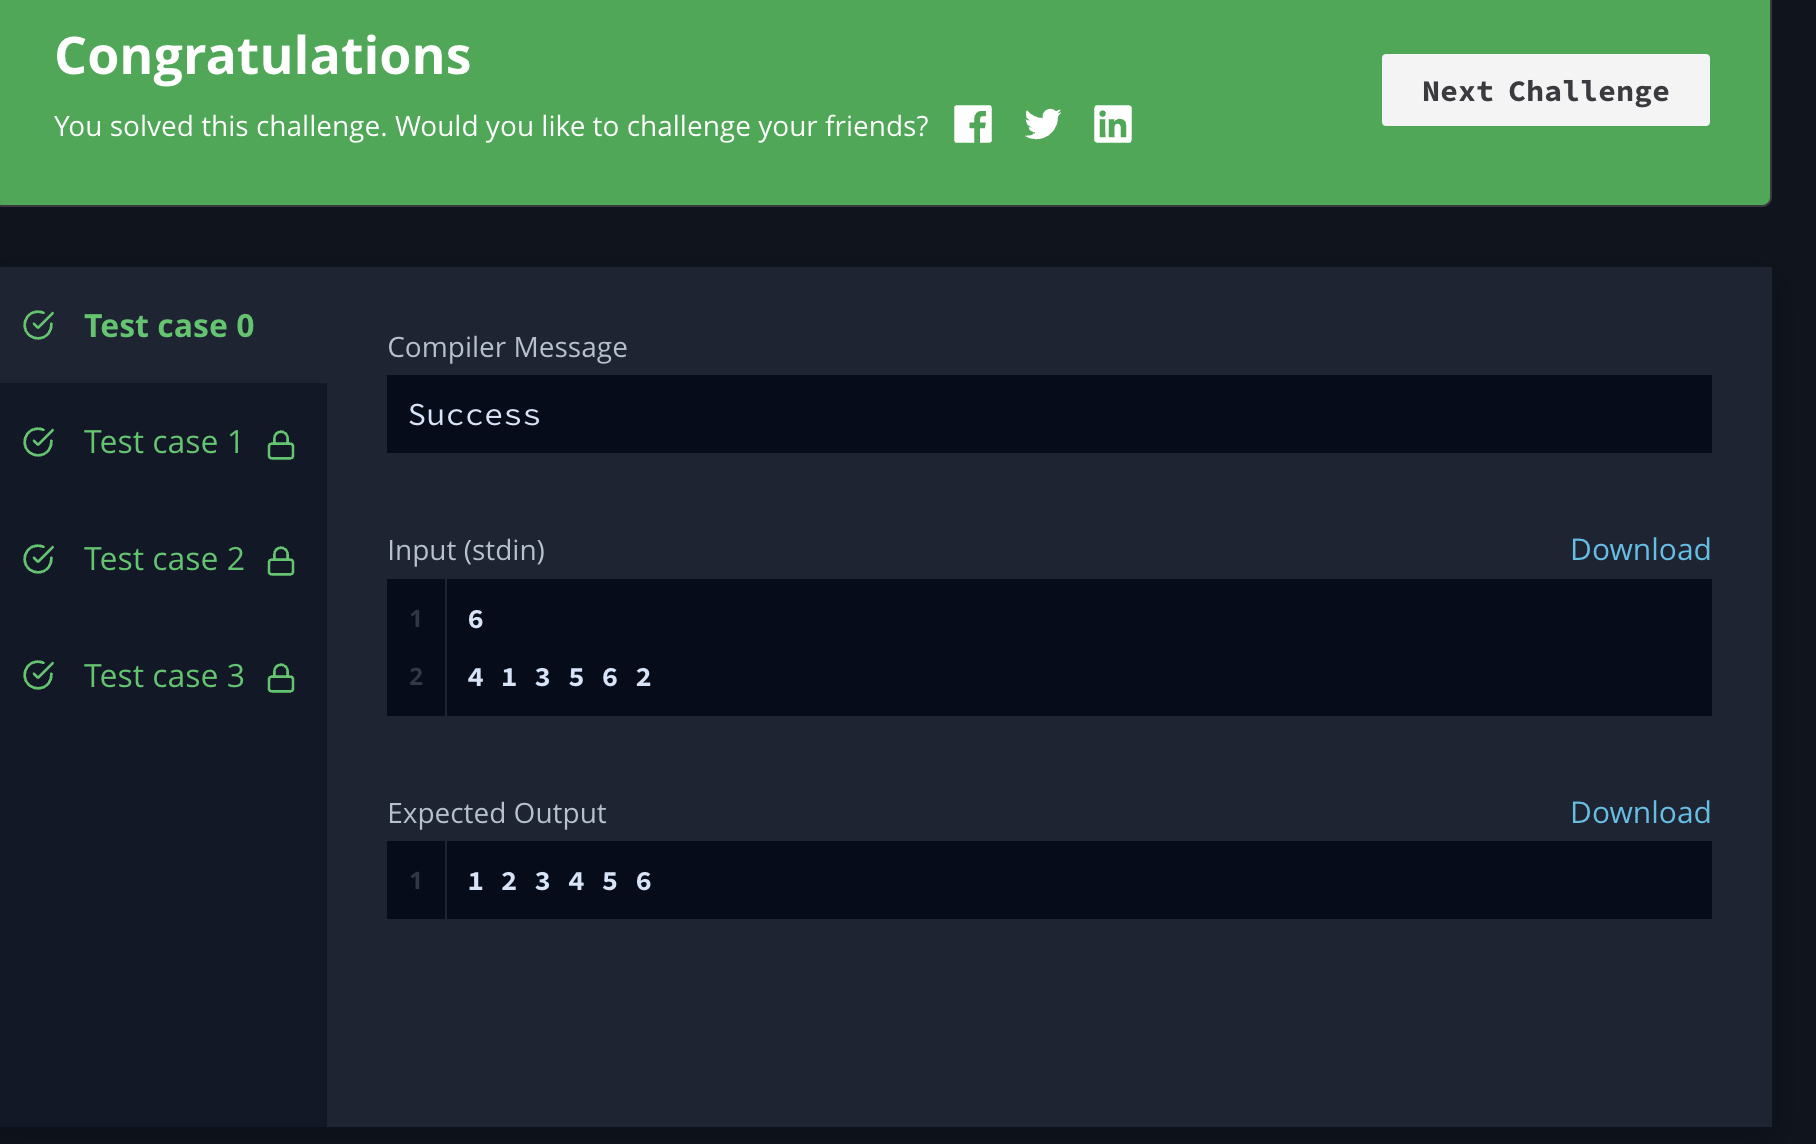 Congratulations
You solved this challenge. Would you like to challenge your friends?
Next Challenge
Test case 0
Test case 1
Test case 2
Test case 3
Compiler Message
Success
Input (stdin)
Download
1 6
2 4 1 3 5 6 2
Expected Output
Download
1 1 2 3 4 5 6